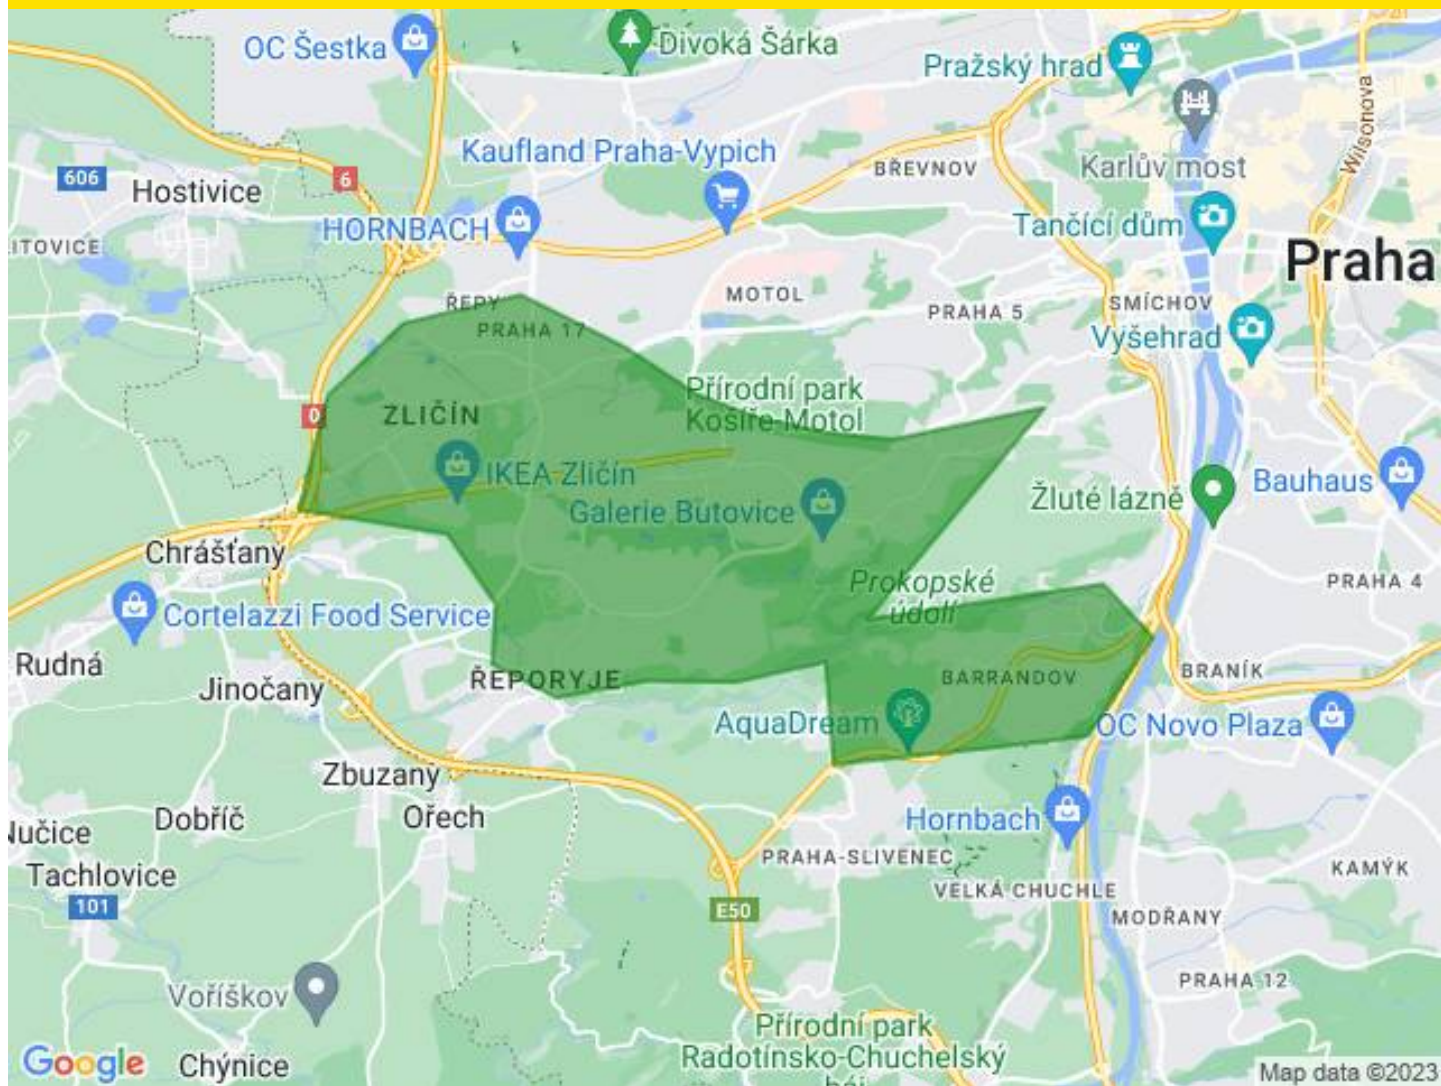 OC Šestka
Divoká Šárka
Pražský hrad
Wilsonova
Kaufland Praha-Vypich
BŘEVNOV
Karlův most
606
6
Hostivice
HORNBACH
Tančící dům
LITOVICE
Praha
ŘEPY
MOTOL
SMÍCHOV
PRAHA 17
PRAHA 5
Vyšehrad
Přírodní park
Košíře-Motol
0
ZLIČÍN
IKEA Zličín
Galerie Butovice
Žluté lázně
Bauhaus
Chrášťany
Prokopské
údolí
PRAHA 4
Cortelazzi Food Service
Rudná
Jinočany
ŘEPORYJE
BARRANDOV
BRANÍK
AquaDream
OC Novo Plaza
Zbuzany
Dobříč
Ořech
Hornbach
Nučice
PRAHA-SLIVENEC
KAMÝK
Tachlovice
VELKÁ CHUCHLE
101
E50
MODŘANY
PRAHA 12
Voříškov
Přírodní park
Radotínsko-Chuchelský
háj
Google
Chýnice
Map data ©2023